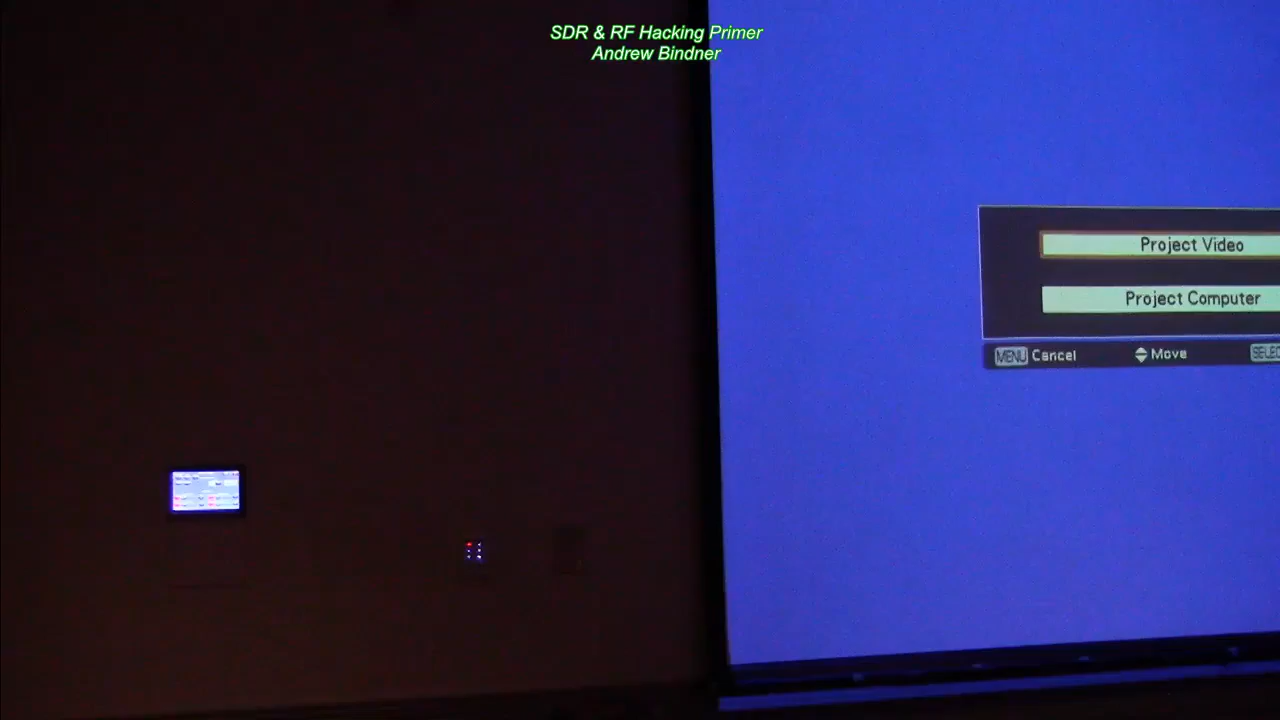 SDR & RF Hacking Primer
Andrew Bindner
Project Video
Project Computer
MENU Cancel Move